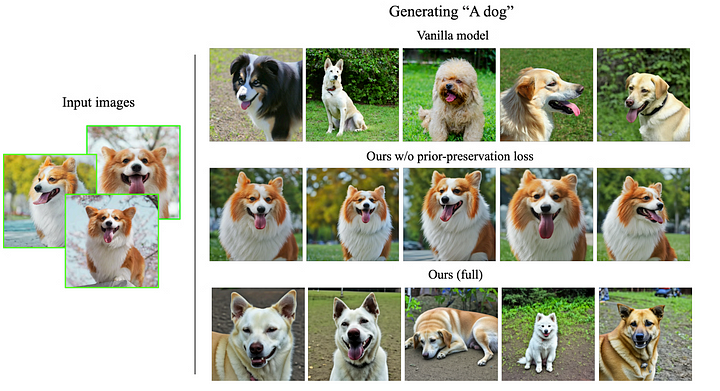 Generating “A dog”
Vanilla model
Input images
Ours w/o prior-preservation loss
Ours (full)